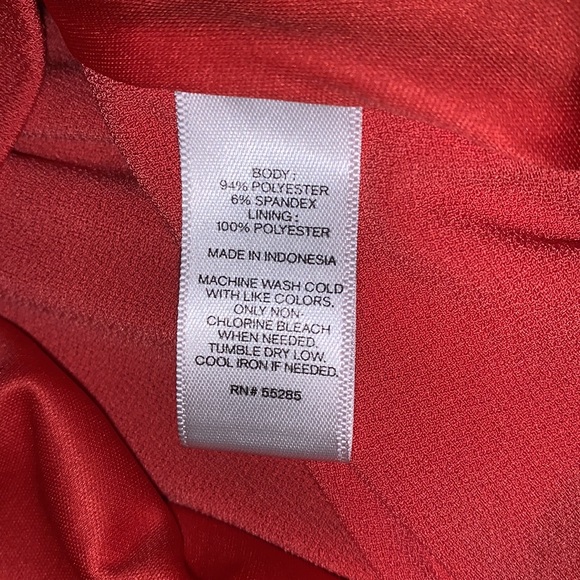 BODY :
94% POLYESTER
6% SPANDEX
LINING :
100% POLYESTER
MADE IN INDONESIA
MACHINE WASH COLD
WITH LIKE COLORS.
ONLY NON-
CHLORINE BLEACH
WHEN NEEDED.
TUMBLE DRY LOW.
COOL IRON IF NEEDED.
RN# 55285